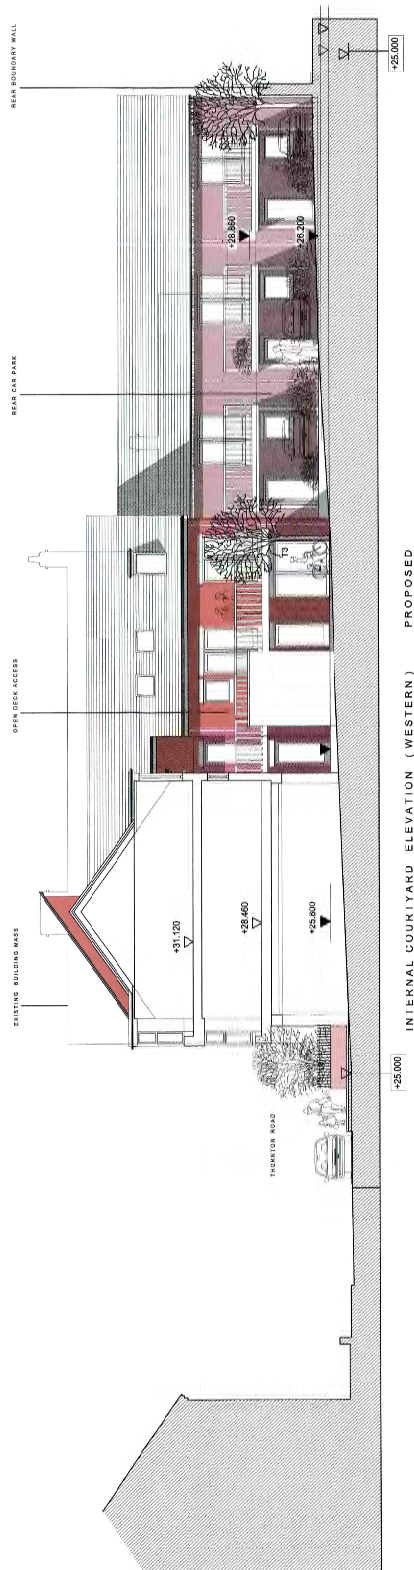 EXISTING BUILDING MASS
OPEN DECK ACCESS
REAR CAR PARK
REAR BOUNDARY WALL
THORNTON ROAD
+31.120
+28.460
+25.600
T3
+28.860
+26.200
+25.000
+25.000
INTERNAL COURTYARD ELEVATION (WESTERN) PROPOSED